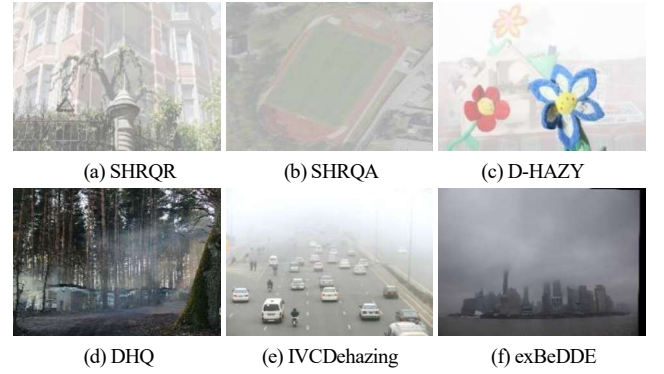 (a) SHRQR
(b) SHRQA
(c) D-HAZY
(d) DHQ
(e) IVCDehazing
(f) exBeDDE